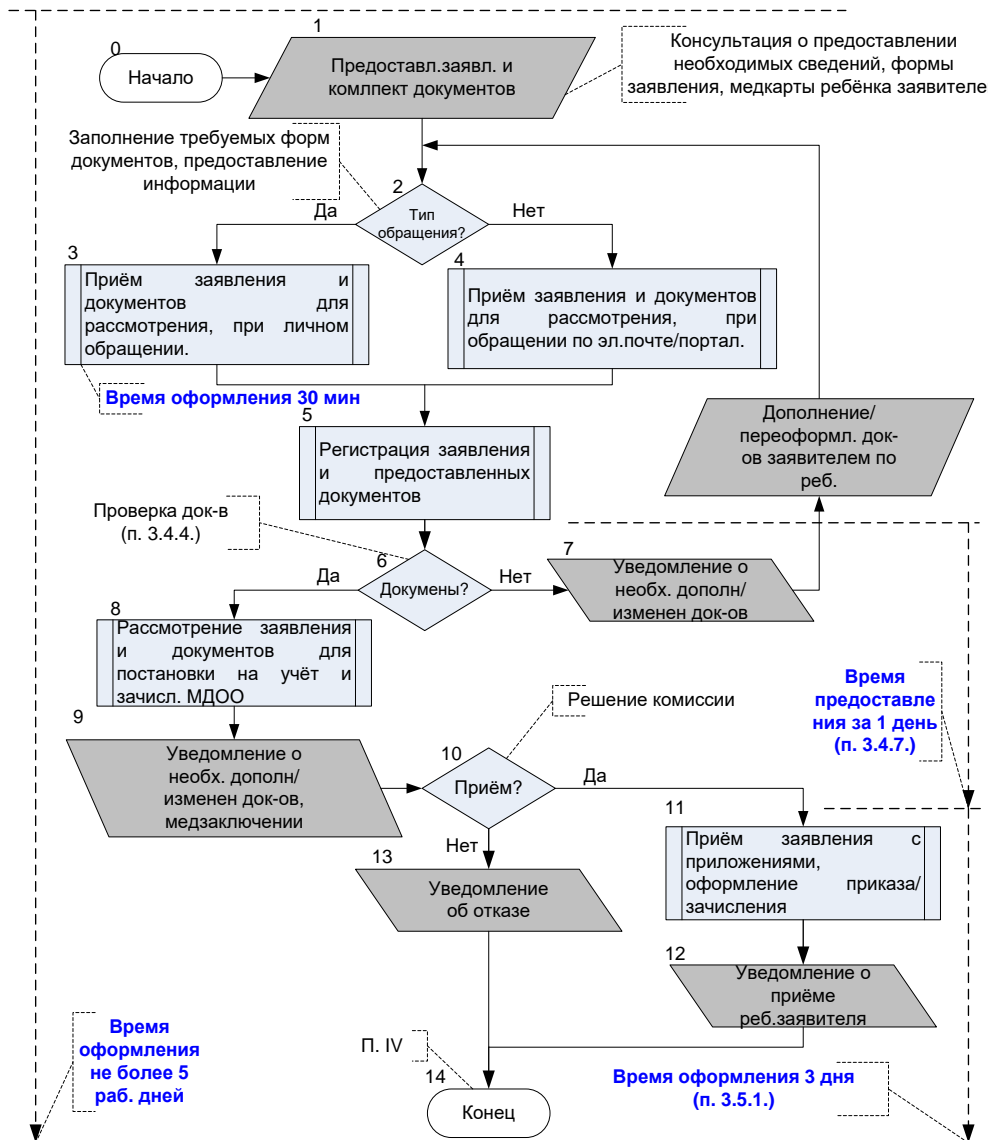 0
Начало
1
Предоставл.заявл. и
комлпект документов
Консультация о предоставлении
необходимых сведений, формы
заявления, медкарты ребёнка заявителе
Заполнение требуемых форм
документов, предоставление
информации
2
Тип
обращения?
Да
Нет
3
Приём заявления и
документов для
рассмотрения, при личном
обращении.
4
Приём заявления и документов
для рассмотрения, при
обращении по эл.почте/портал.
Время оформления 30 мин
5
Регистрация заявления
и предоставленных
документов
Дополнение/
переоформл. док-
ов заявителем по
реб.
Проверка док-в
(п. 3.4.4.)
6
Докумены?
Да
Нет
7
Уведомление о
необх. дополн/
изменен док-ов
8
Рассмотрение заявления
и документов для
постановки на учёт и
зачисл. МДОО
Время
предоставле
ния за 1 день
(п. 3.4.7.)
9
Уведомление о
необх. дополн/
изменен док-ов,
медзаключении
Решение комиссии
10
Приём?
Да
Нет
11
Приём заявления с
приложениями,
оформление приказа/
зачисления
13
Уведомление
об отказе
12
Уведомление о
приёме
реб.заявителя
Время
оформления
не более 5
раб. дней
П. IV
14
Конец
Время оформления 3 дня
(п. 3.5.1.)